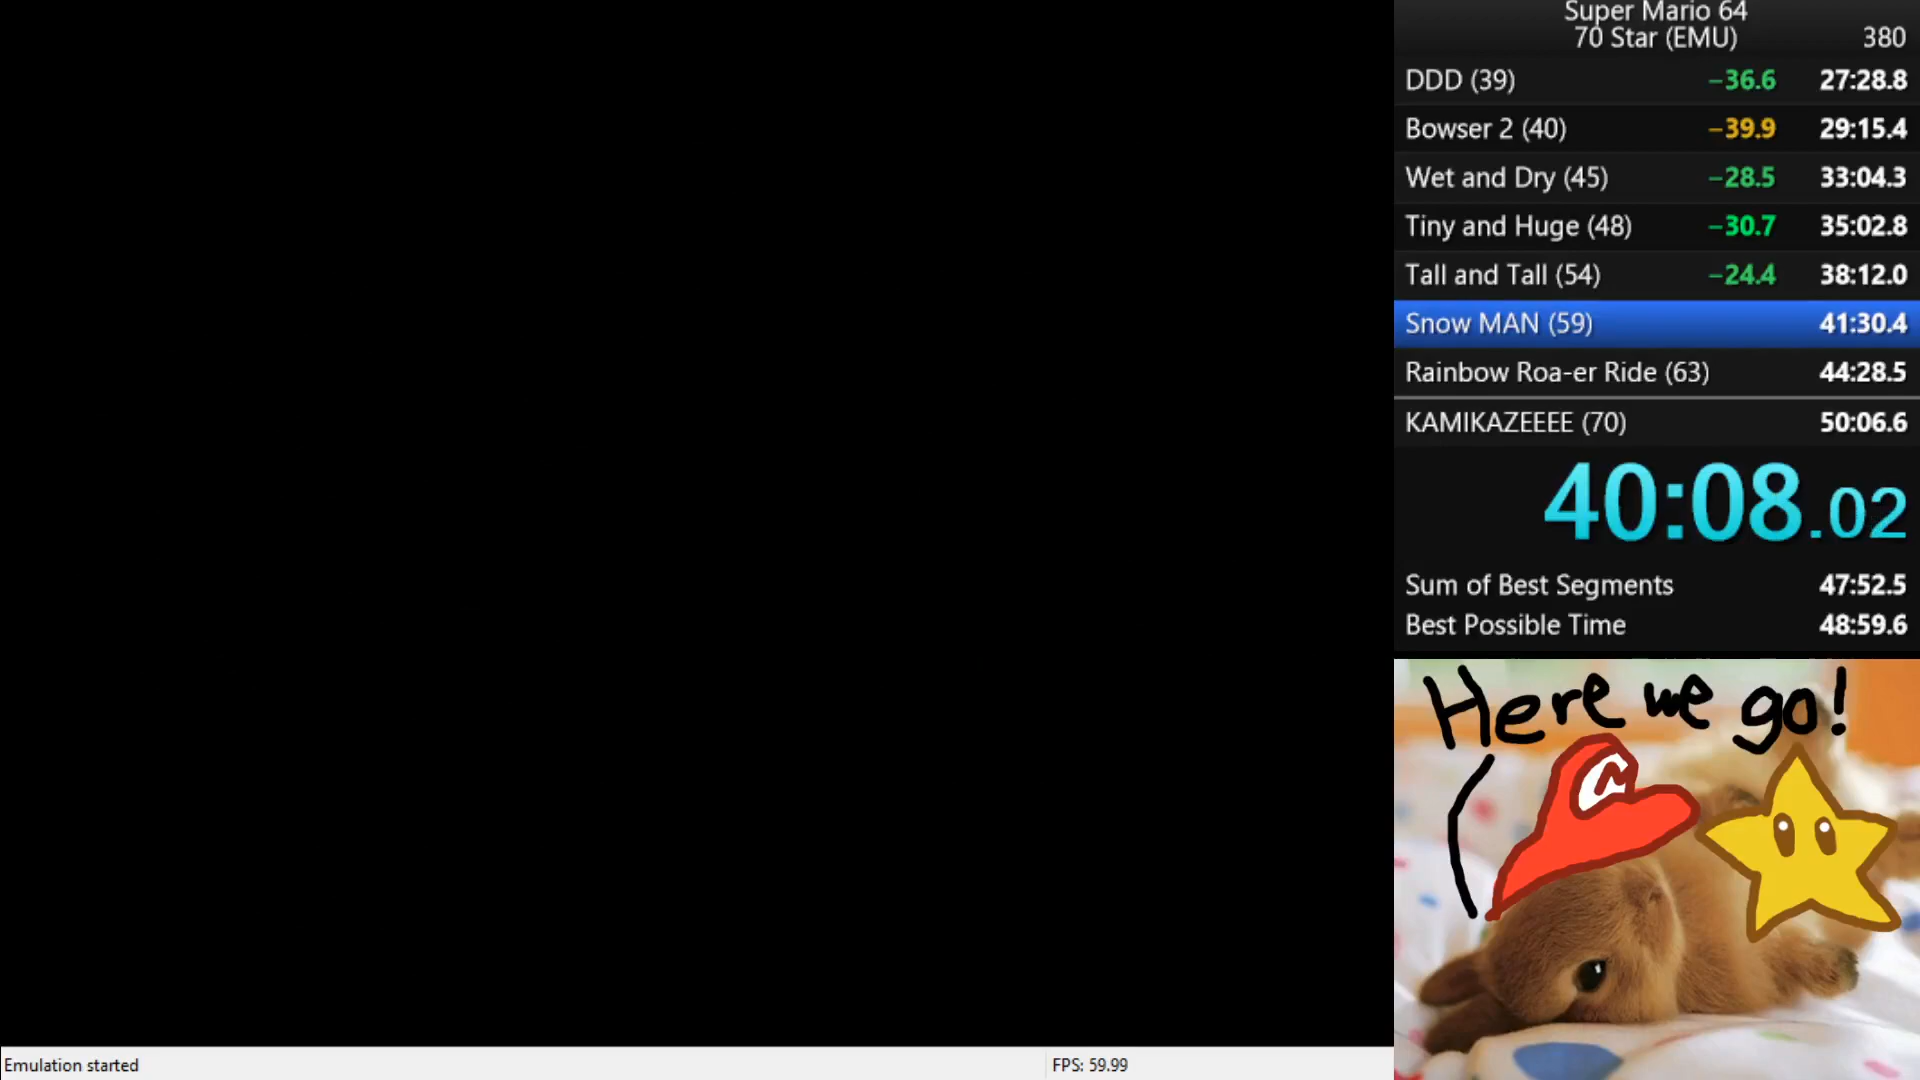 Super Mario 64
70 Star (EMU) 380
DDD (39) −36.6 27:28.8
Bowser 2 (40) −39.9 29:15.4
Wet and Dry (45) −28.5 33:04.3
Tiny and Huge (48) −30.7 35:02.8
Tall and Tall (54) −24.4 38:12.0
Snow MAN (59) 41:30.4
Rainbow Roa-er Ride (63) 44:28.5
KAMIKAZEEEE (70) 50:06.6
40:08.02
Sum of Best Segments 47:52.5
Best Possible Time 48:59.6
Here we go!
M
Emulation started FPS: 59.99